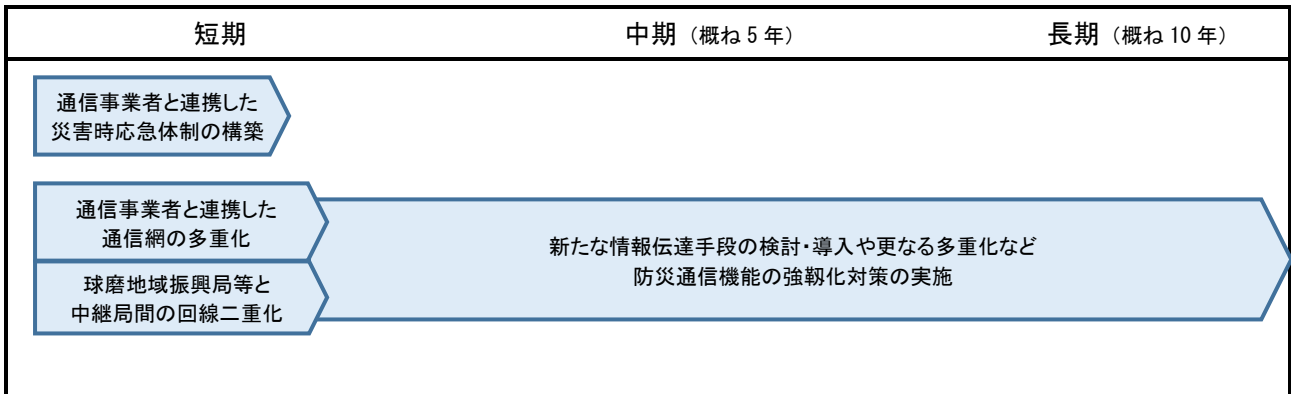 短期 中期（概ね5年） 長期（概ね10年）
通信事業者と連携した
災害時応急体制の構築
通信事業者と連携した
通信網の多重化
球磨地域振興局等と
中継局間の回線二重化
新たな情報伝達手段の検討・導入や更なる多重化など
防災通信機能の強靱化対策の実施